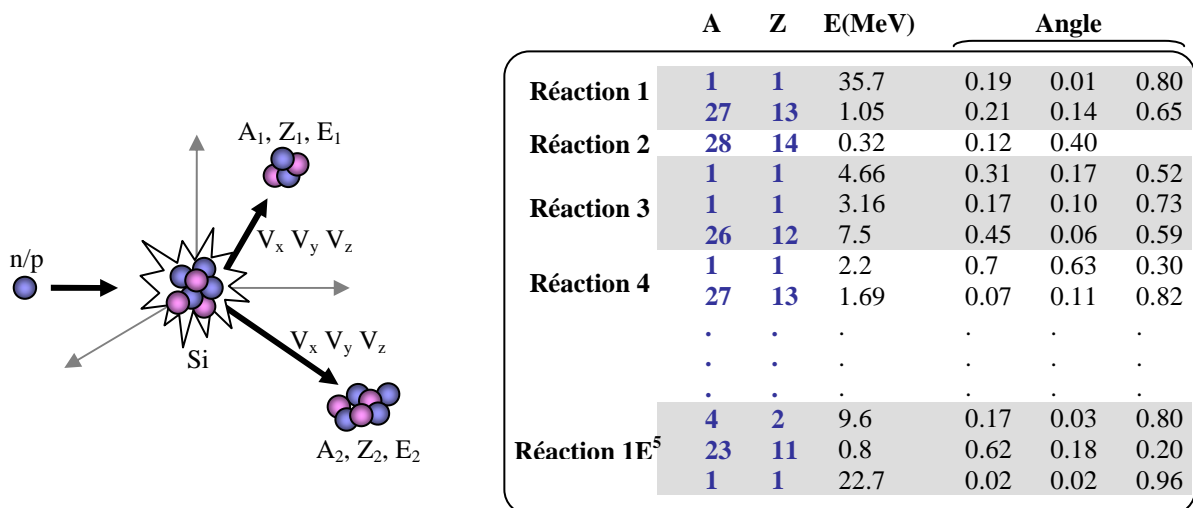 n/p
Si
A1, Z1, E1
Vx Vy Vz
Vx Vy Vz
A2, Z2, E2
A Z E(MeV) Angle
Réaction 1
1 1 35.7 0.19 0.01 0.80
27 13 1.05 0.21 0.14 0.65
Réaction 2
28 14 0.32 0.12 0.40
Réaction 3
1 1 4.66 0.31 0.17 0.52
1 1 3.16 0.17 0.10 0.73
26 12 7.5 0.45 0.06 0.59
Réaction 4
1 1 2.2 0.7 0.63 0.30
27 13 1.69 0.07 0.11 0.82
. . . . . .
. . . . . .
. . . . . .
Réaction 1E5
4 2 9.6 0.17 0.03 0.80
23 11 0.8 0.62 0.18 0.20
1 1 22.7 0.02 0.02 0.96